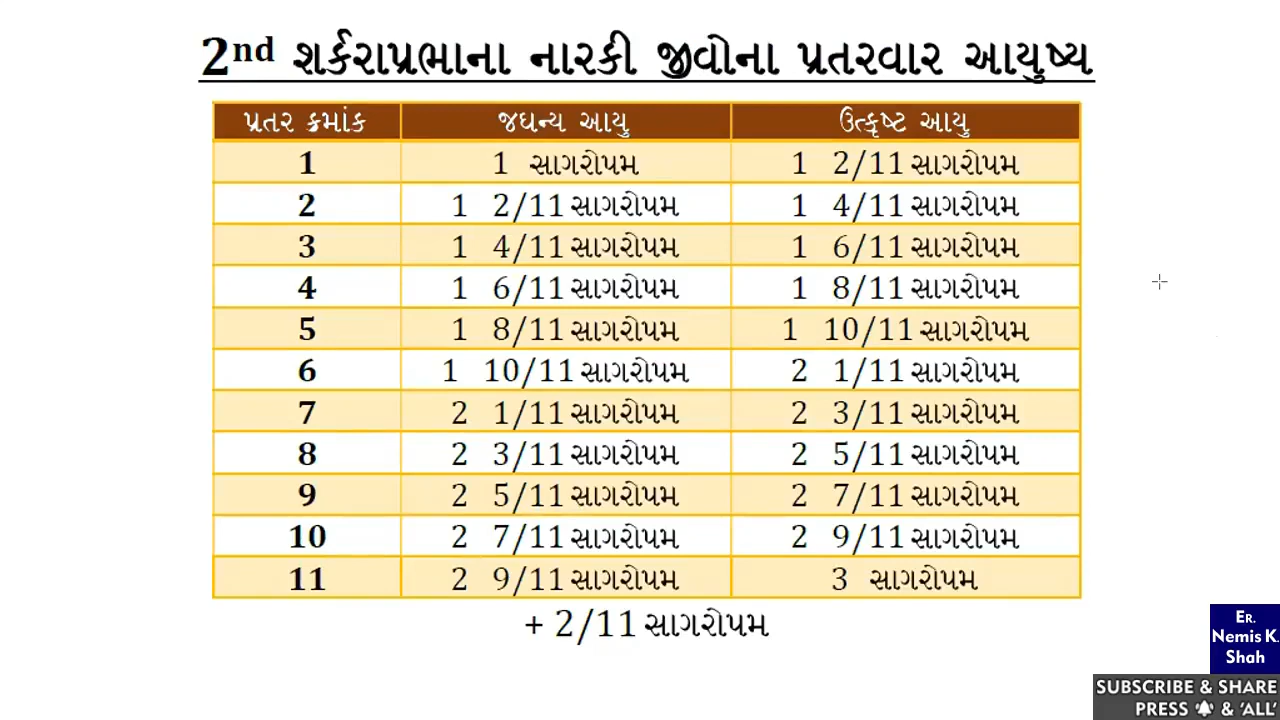 2nd શર્કરાપ્રભાના નારકી જીવોના પ્રતરવાર આયુષ્ય
પ્રતર ક્રમાંક જઘન્ય આયુ ઉત્કૃષ્ટ આયુ
1 1 સાગરોપમ 1 2/11 સાગરોપમ
2 1 2/11 સાગરોપમ 1 4/11 સાગરોપમ
3 1 4/11 સાગરોપમ 1 6/11 સાગરોપમ
4 1 6/11 સાગરોપમ 1 8/11 સાગરોપમ
5 1 8/11 સાગરોપમ 1 10/11 સાગરોપમ
6 1 10/11 સાગરોપમ 2 1/11 સાગરોપમ
7 2 1/11 સાગરોપમ 2 3/11 સાગરોપમ
8 2 3/11 સાગરોપમ 2 5/11 સાગરોપમ
9 2 5/11 સાગરોપમ 2 7/11 સાગરોપમ
10 2 7/11 સાગરોપમ 2 9/11 સાગરોપમ
11 2 9/11 સાગરોપમ 3 સાગરોપમ
+ 2/11 સાગરોપમ
ER.
Nemis K.
Shah
SUBSCRIBE & SHARE
PRESS & ‘ALL’